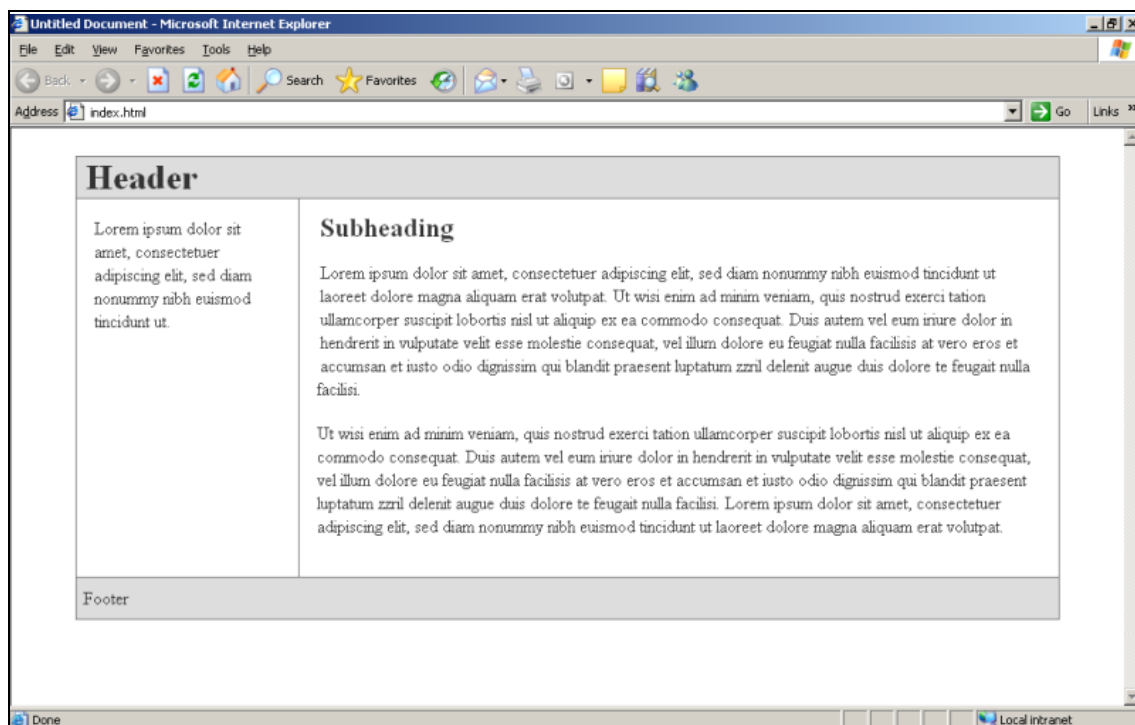 Untitled Document - Microsoft Internet Explorer
File Edit View Favorites Tools Help
Back Search Favorites
Address index.html Go Links »
Header
Lorem ipsum dolor sit
amet, consectetuer
adipiscing elit, sed diam
nonummy nibh euismod
tincidunt ut.
Subheading
Lorem ipsum dolor sit amet, consectetuer adipiscing elit, sed diam nonummy nibh euismod tincidunt ut
laoreet dolore magna aliquam erat volutpat. Ut wisi enim ad minim veniam, quis nostrud exerci tation
ullamcorper suscipit lobortis nisl ut aliquip ex ea commodo consequat. Duis autem vel eum iriure dolor in
hendrerit in vulputate velit esse molestie consequat, vel illum dolore eu feugiat nulla facilisis at vero eros et
accumsan et iusto odio dignissim qui blandit praesent luptatum zzril delenit augue duis dolore te feugait nulla
facilisi.
Ut wisi enim ad minim veniam, quis nostrud exerci tation ullamcorper suscipit lobortis nisl ut aliquip ex ea
commodo consequat. Duis autem vel eum iriure dolor in hendrerit in vulputate velit esse molestie consequat,
vel illum dolore eu feugiat nulla facilisis at vero eros et accumsan et iusto odio dignissim qui blandit praesent
luptatum zzril delenit augue duis dolore te feugait nulla facilisi. Lorem ipsum dolor sit amet, consectetuer
adipiscing elit, sed diam nonummy nibh euismod tincidunt ut laoreet dolore magna aliquam erat volutpat.
Footer
Done Local intranet